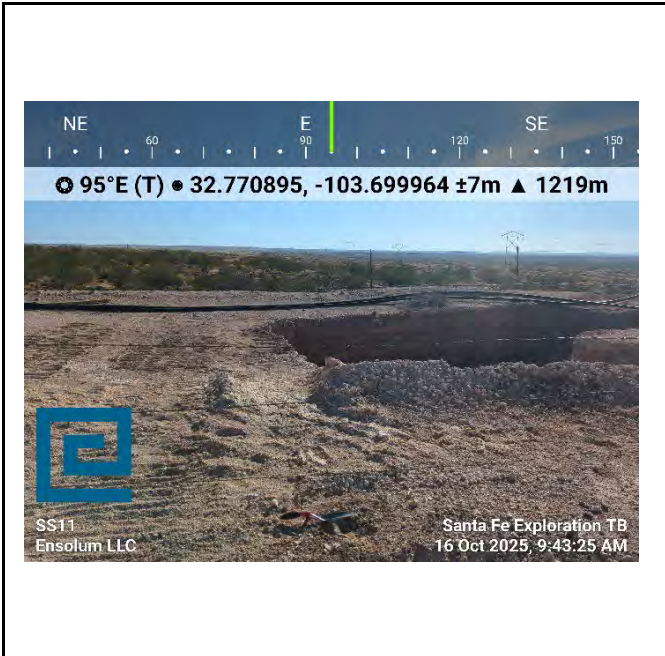 NE E SE
60 90 120 150
95°E (T) ● 32.770895, -103.699964 ±7m ▲ 1219m
SS11
Ensolum LLC
Santa Fe Exploration TB
16 Oct 2025, 9:43:25 AM